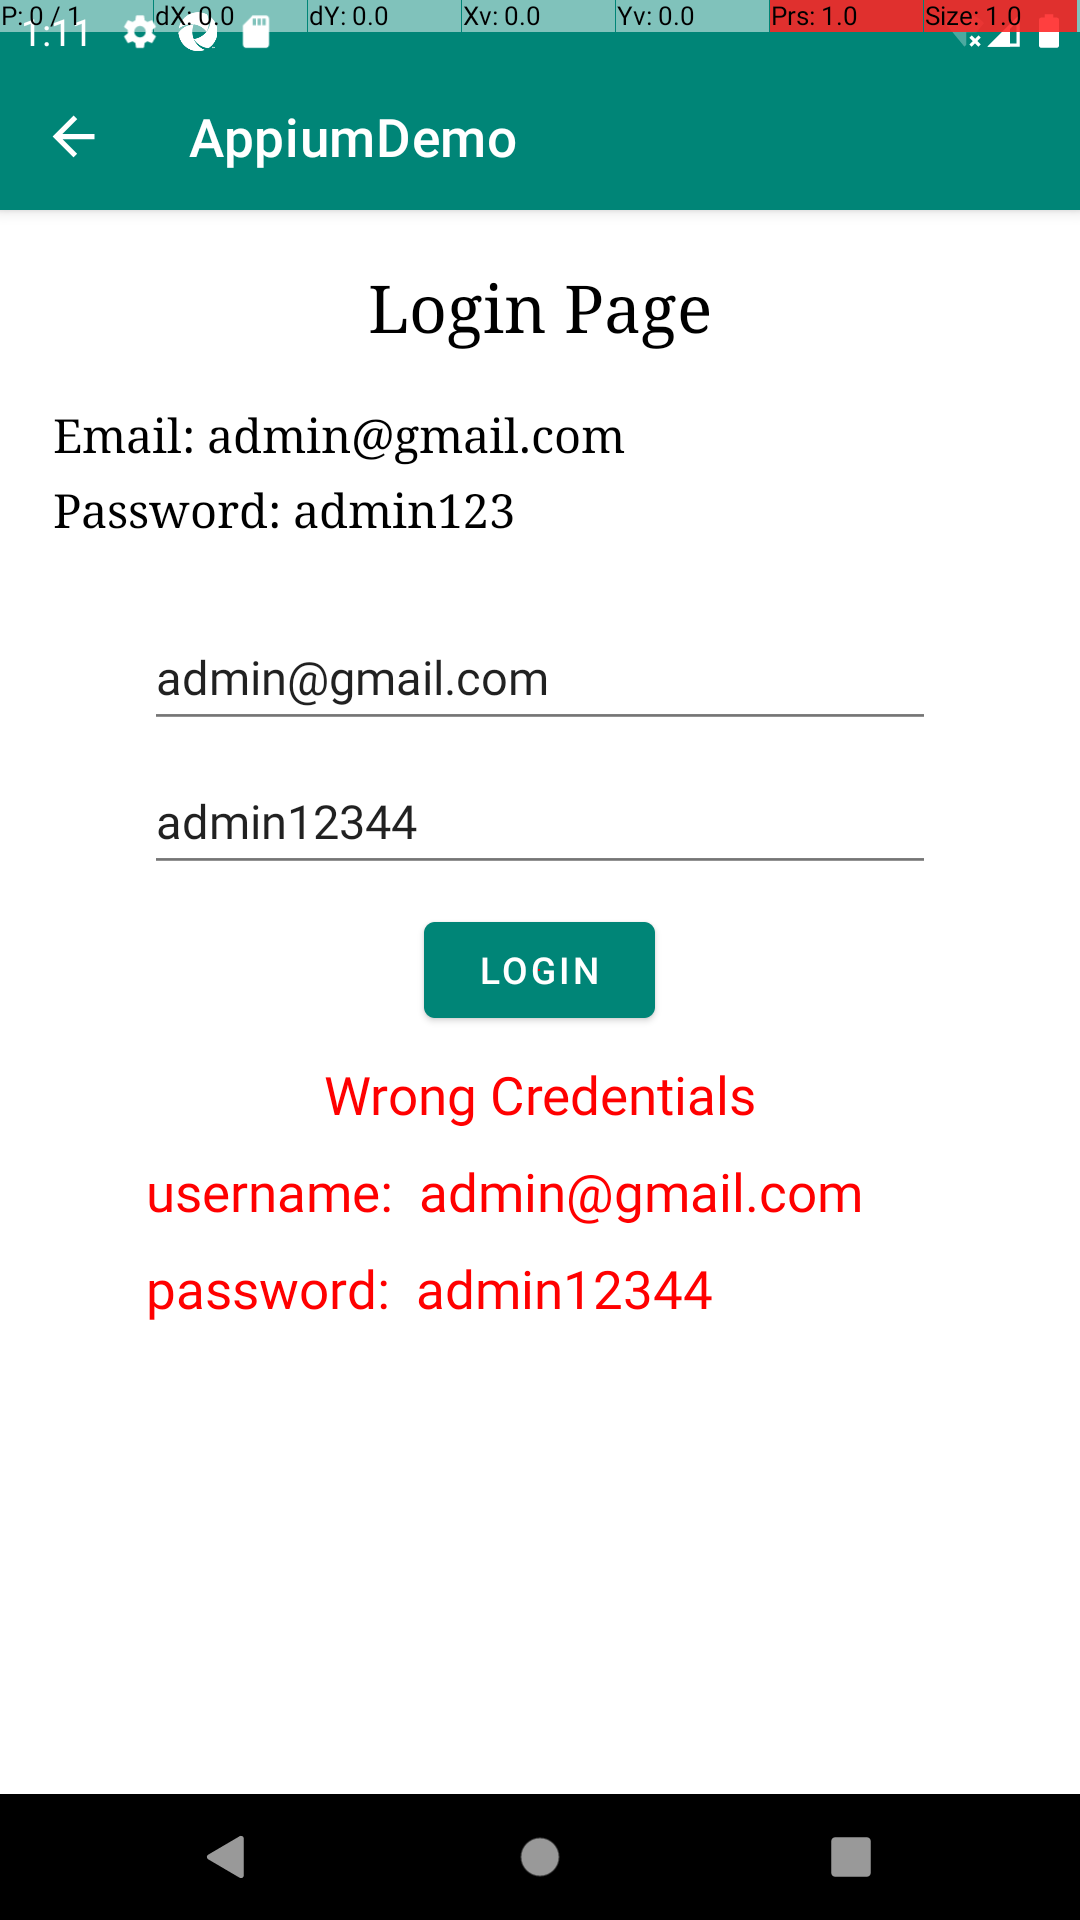 P: 0 / 1 dX: 0.0 dY: 0.0 Xv: 0.0 Yv: 0.0 Prs: 1.0 Size: 1.0
1:11
AppiumDemo
Login Page
Email: admin@gmail.com
Password: admin123
admin@gmail.com
admin12344
LOGIN
Wrong Credentials
username: admin@gmail.com
password: admin12344